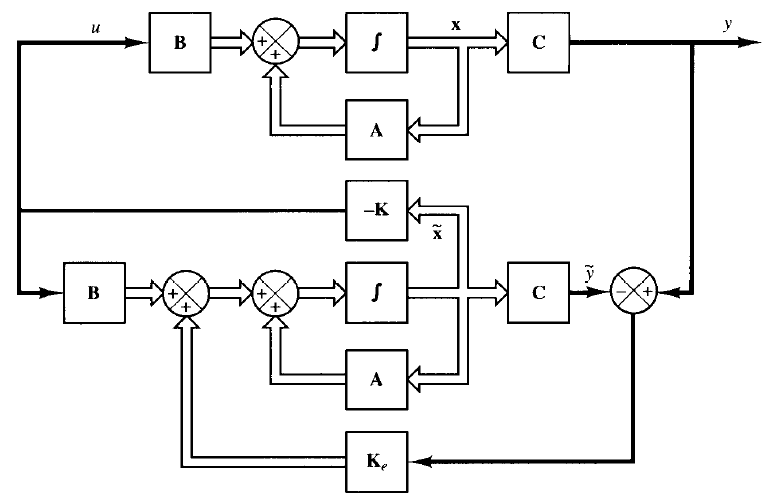 u
y
B
+
+
∫
x
C
A
–K
x̃
B
+
+
+
+
∫
C
ỹ
–
+
A
Kₑ